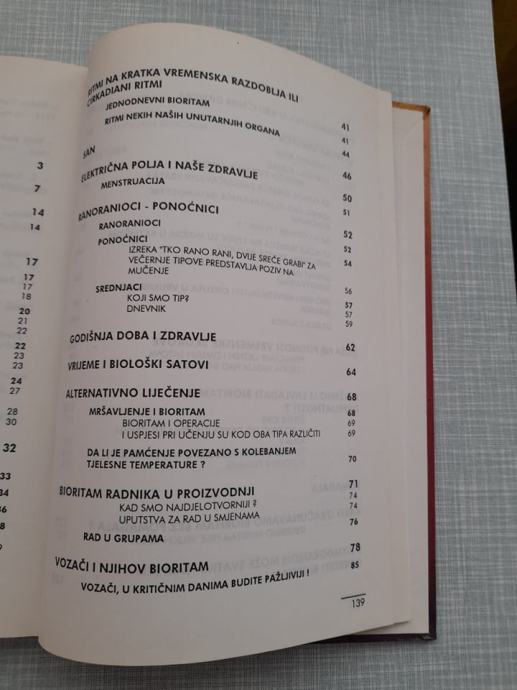 3
7
14
14
17
17
17
18
20
21
22
22
23
23
24
27
28
30
32
33
34
36
39
RITMI NA KRATKA VREMENSKA RAZDOBLJA ILI
CIRKADIANI RITMI
JEDNODNEVNI BIORITAM 41
RITMI NEKIH NAŠIH UNUTARNJIH ORGANA 41
44
SAN 46
ELEKTRIČNA POLJA I NAŠE ZDRAVLJE 50
MENSTRUACIJA 51
RANORANIOCI - PONOĆNICI 52
RANORANIOCI 52
PONOĆNICI 54
IZREKA "TKO RANO RANI, DVIJE SREĆE GRABI" ZA
VEČERNJE TIPOVE PREDSTAVLJA POZIV NA
MUČENJE 56
SREDNJACI 57
KOJI SMO TIP? 57
DNEVNIK 59
GODIŠNJA DOBA I ZDRAVLJE 62
VRIJEME I BIOLOŠKI SATOVI 64
ALTERNATIVNO LIJEČENJE 68
MRŠAVLJENJE I BIORITAM 68
BIORITAM I OPERACIJE 69
I USPJESI PRI UČENJU SU KOD OBA TIPA RAZLIČITI 69
DA LI JE PAMĆENJE POVEZANO S KOLEBANJEM
TJELESNE TEMPERATURE ? 70
BIORITAM RADNIKA U PROIZVODNJI 71
KAD SMO NAJDJELOTVORNIJI ? 74
UPUTSTVA ZA RAD U SMJENAMA 74
RAD U GRUPAMA 76
VOZAČI I NJIHOV BIORITAM 78
VOZAČI, U KRITIČNIM DANIMA BUDITE PAŽLJIVIJI ! 85
139